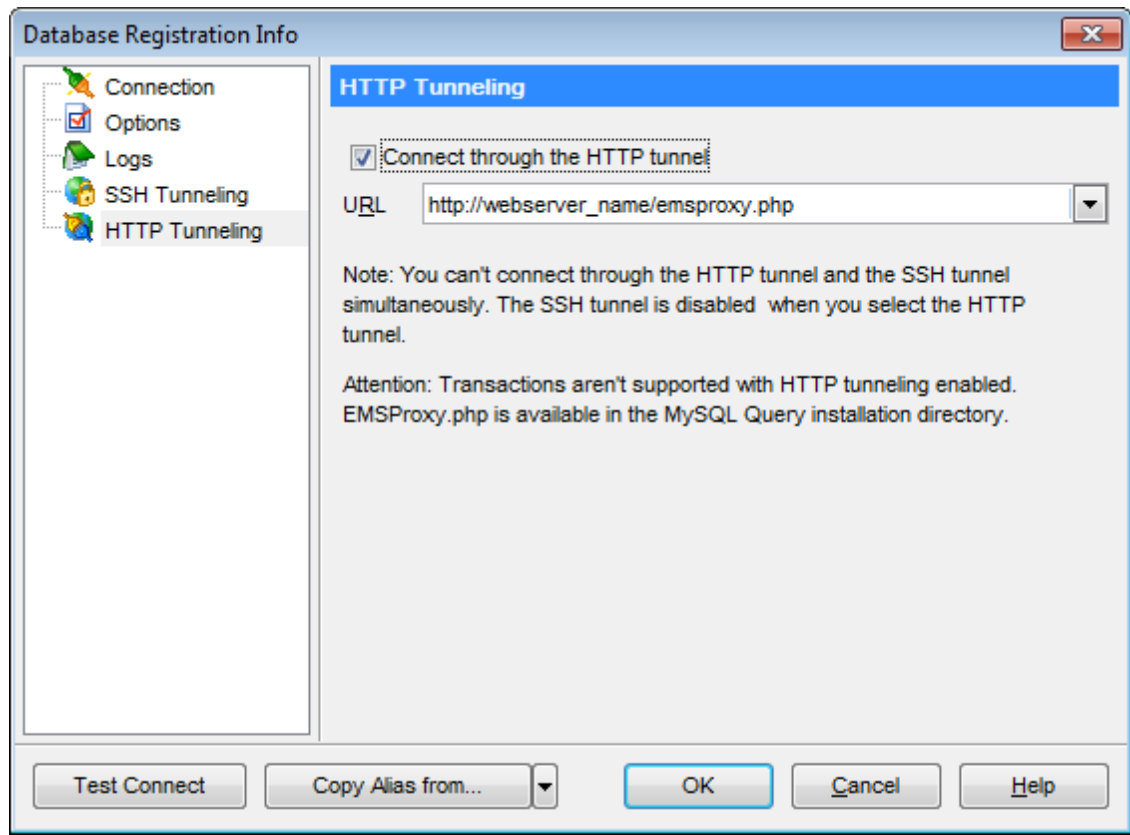 Database Registration Info
Connection
Options
Logs
SSH Tunneling
HTTP Tunneling
HTTP Tunneling
Connect through the HTTP tunnel
URL
http://webserver_name/emsproxy.php
Note: You can't connect through the HTTP tunnel and the SSH tunnel
simultaneously. The SSH tunnel is disabled  when you select the HTTP
tunnel.
Attention: Transactions aren't supported with HTTP tunneling enabled.
EMSProxy.php is available in the MySQL Query installation directory.
Test Connect
Copy Alias from...
OK
Cancel
Help